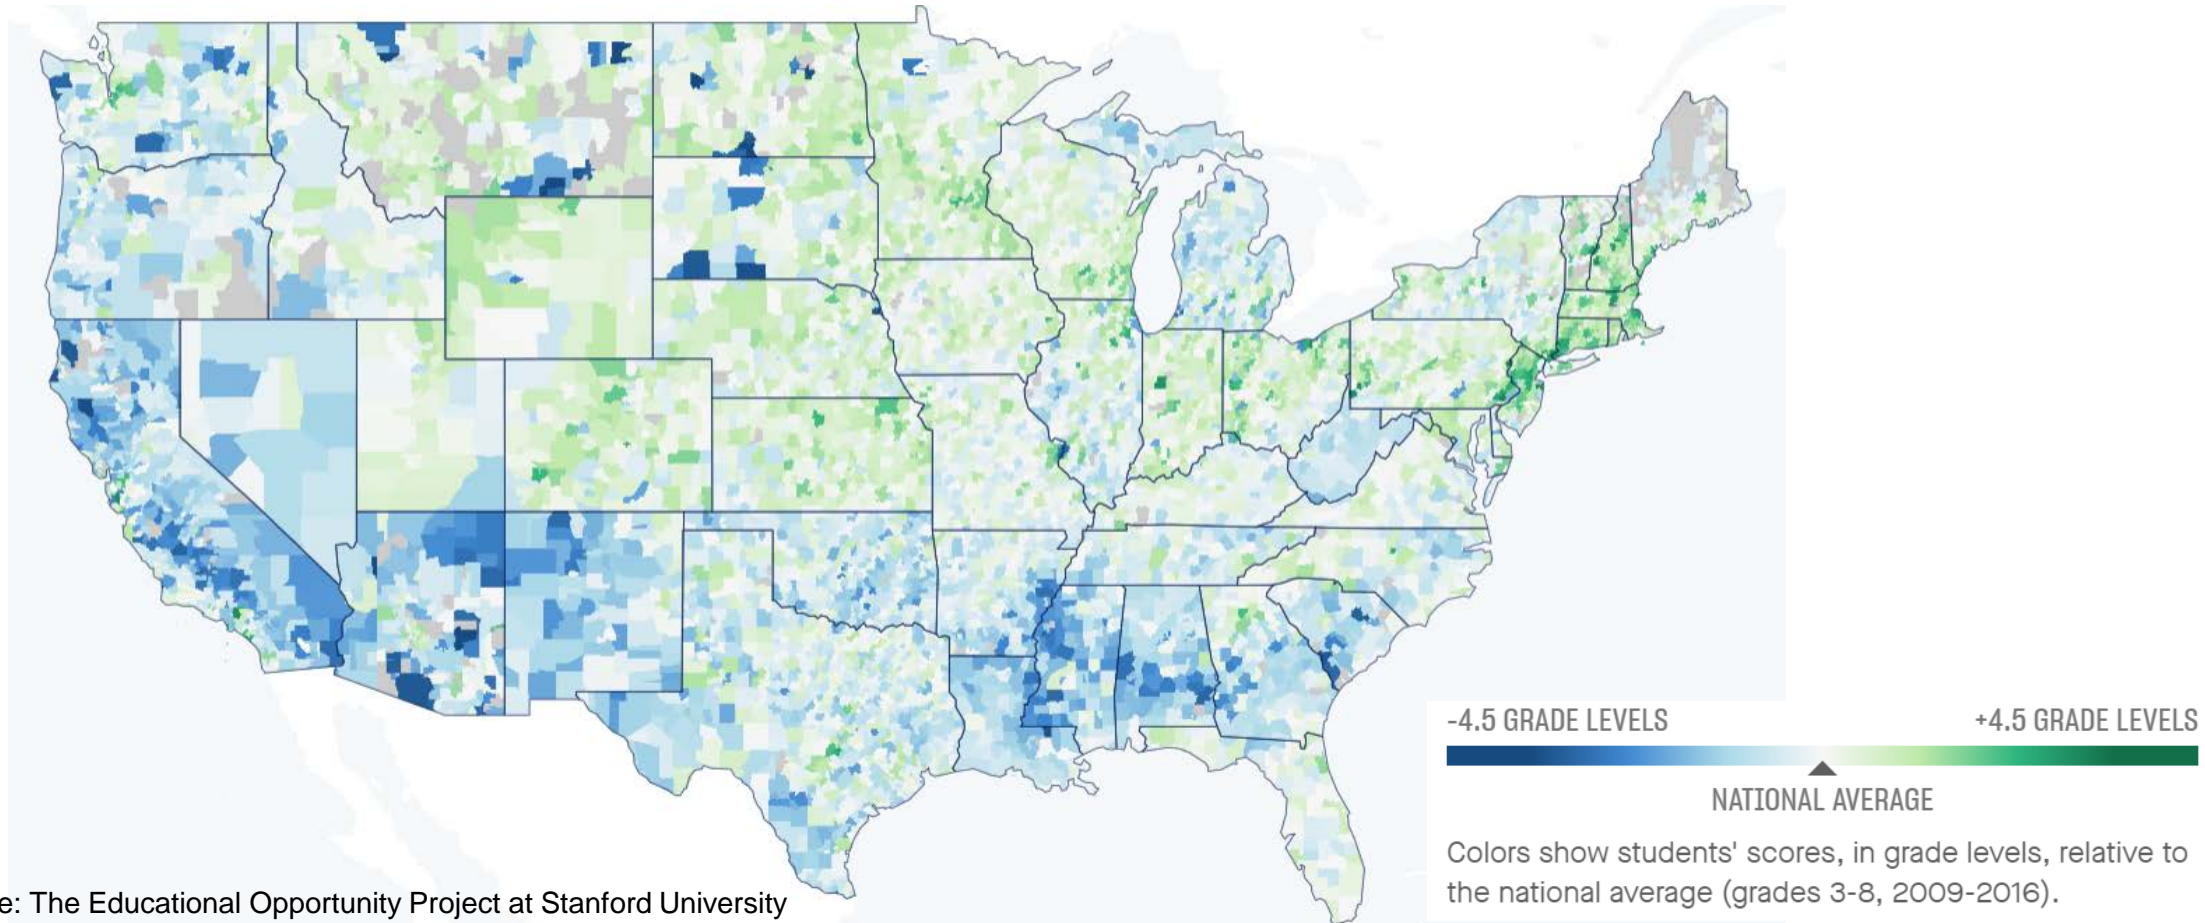 -4.5 GRADE LEVELS +4.5 GRADE LEVELS
NATIONAL AVERAGE
Colors show students' scores, in grade levels, relative to
the national average (grades 3-8, 2009-2016).
e: The Educational Opportunity Project at Stanford University